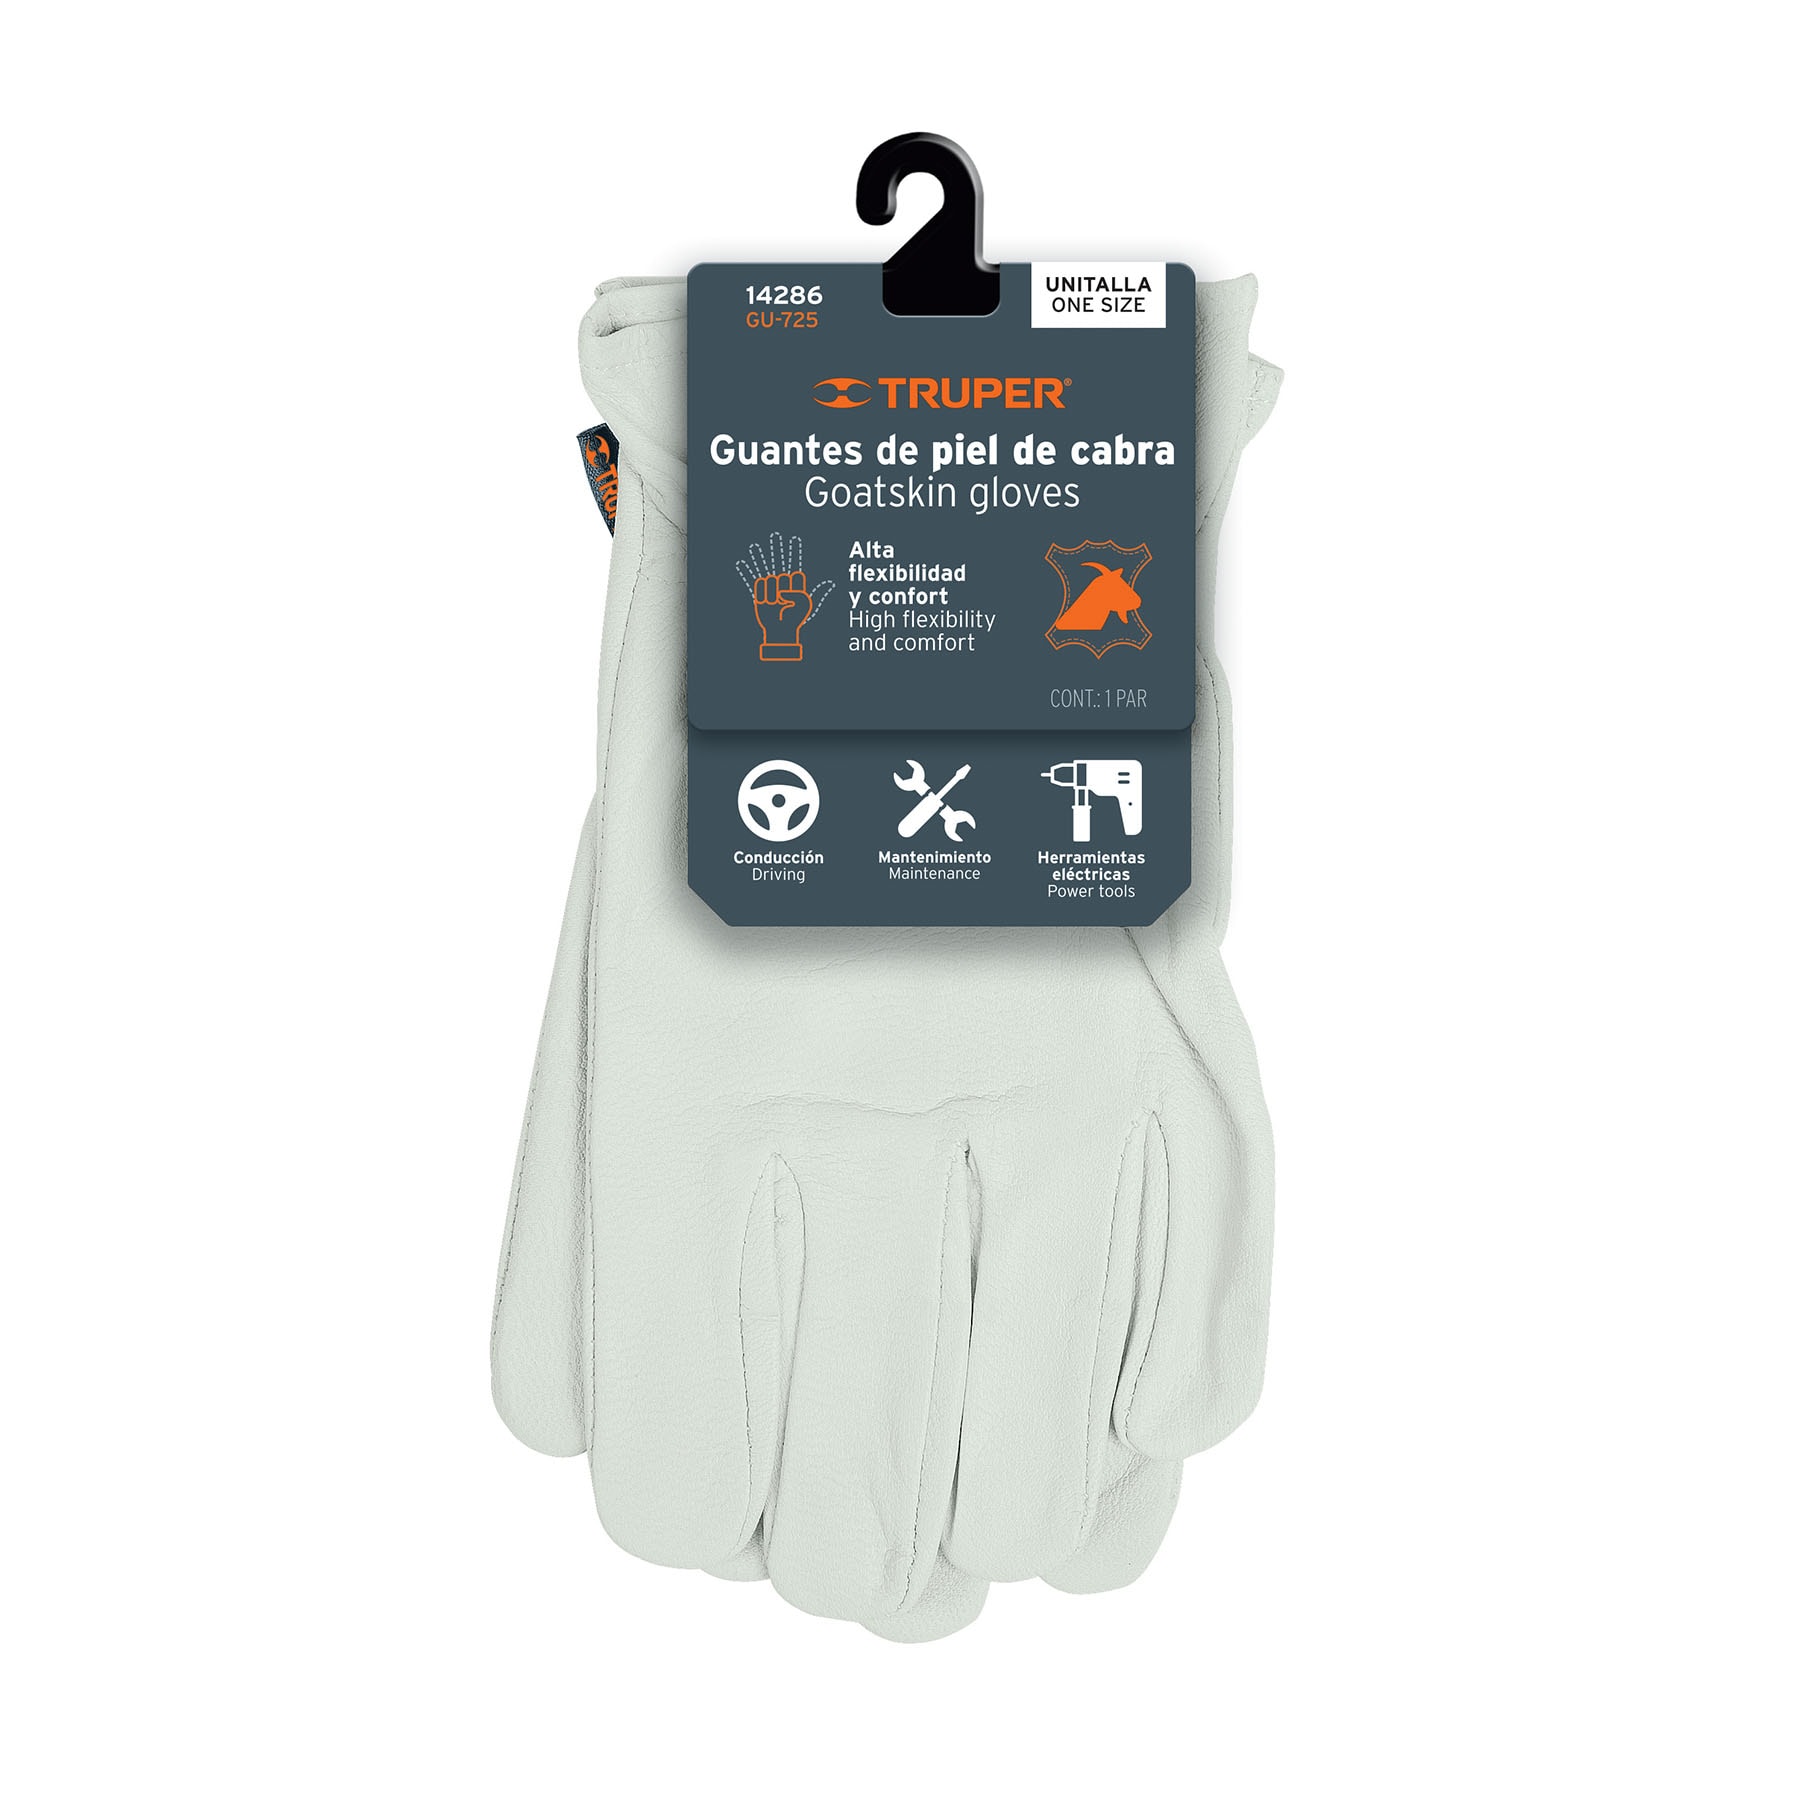 14286
GU-725
UNITALLA
ONE SIZE
TRUPER®
Guantes de piel de cabra
Goatskin gloves
Alta
flexibilidad
y confort
High flexibility
and comfort
CONT.: 1 PAR
Conducción
Driving
Mantenimiento
Maintenance
Herramientas
eléctricas
Power tools